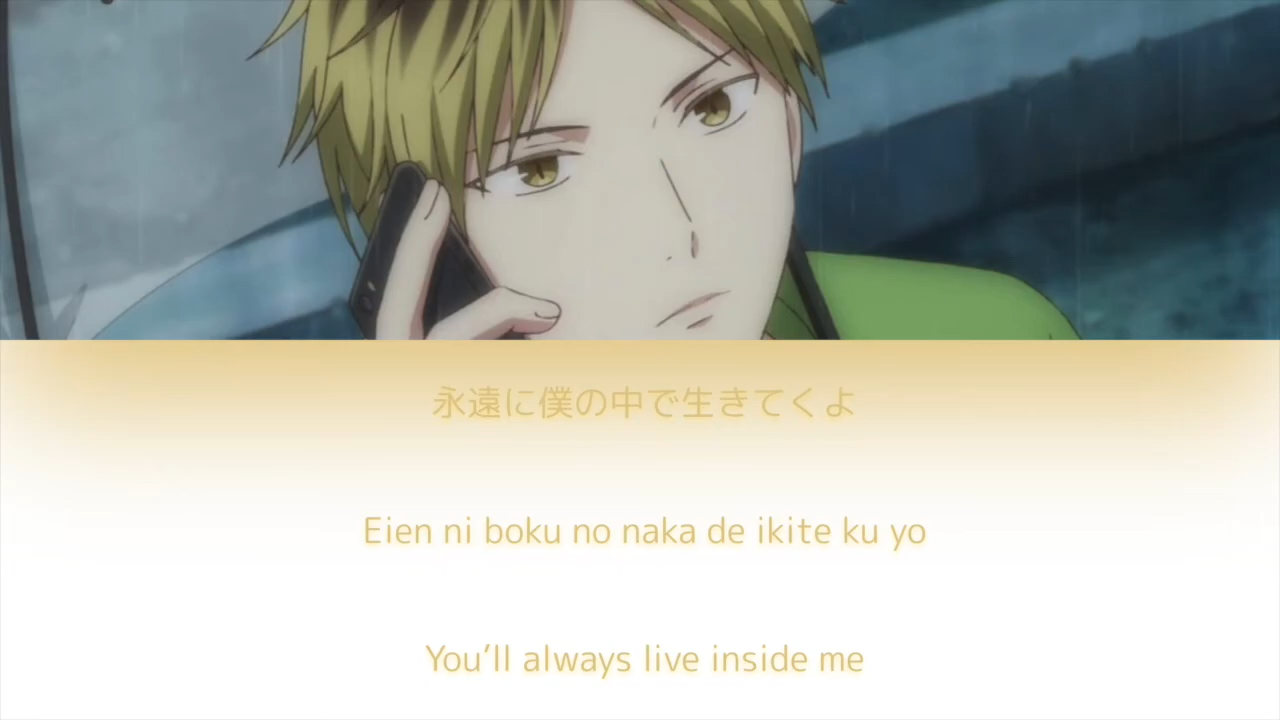 永遠に僕の中で生きてくよ
Eien ni boku no naka de ikite ku yo
You’ll always live inside me